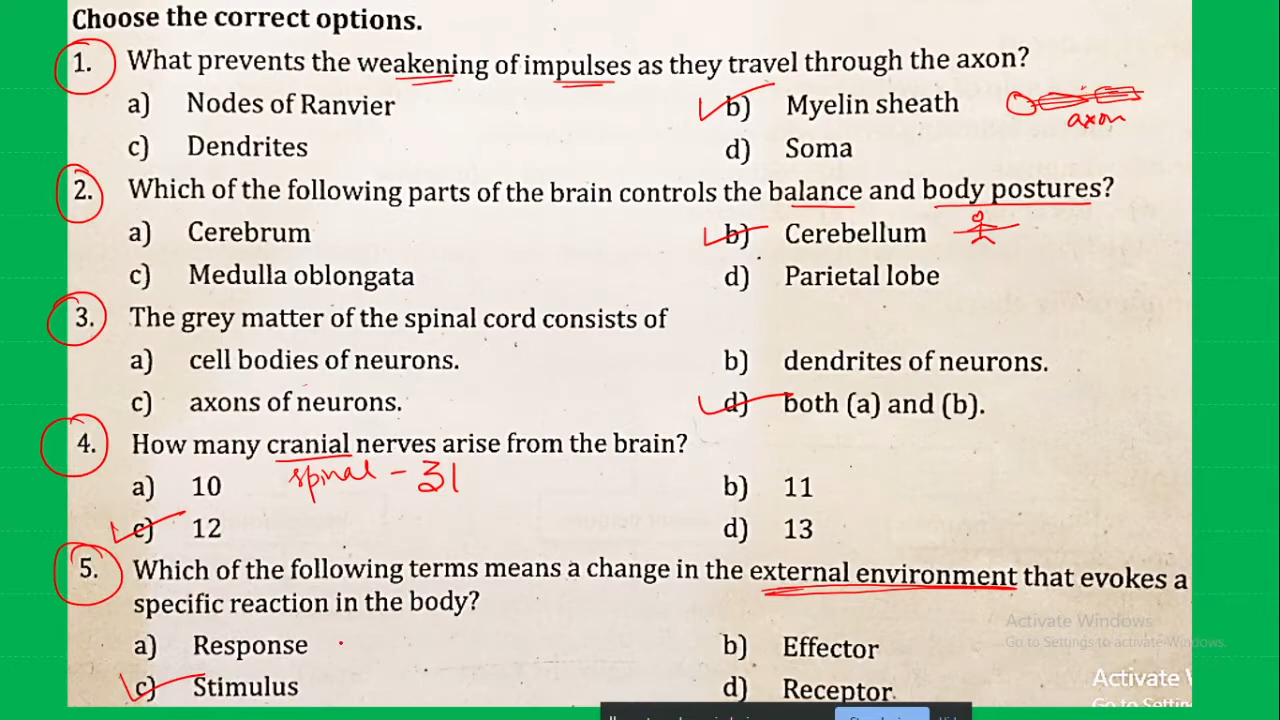 Choose the correct options.
1. What prevents the weakening of impulses as they travel through the axon?
a) Nodes of Ranvier b) Myelin sheath
axon
c) Dendrites d) Soma
2. Which of the following parts of the brain controls the balance and body postures?
a) Cerebrum b) Cerebellum
c) Medulla oblongata d) Parietal lobe
3. The grey matter of the spinal cord consists of
a) cell bodies of neurons. b) dendrites of neurons.
c) axons of neurons. d) both (a) and (b).
4. How many cranial nerves arise from the brain?
spinal - 31
a) 10 b) 11
c) 12 d) 13
5. Which of the following terms means a change in the external environment that evokes a
specific reaction in the body?
Activate Windows
Go to Settings to activate Windows.
a) Response b) Effector
c) Stimulus d) Receptor.
Activate
Go to